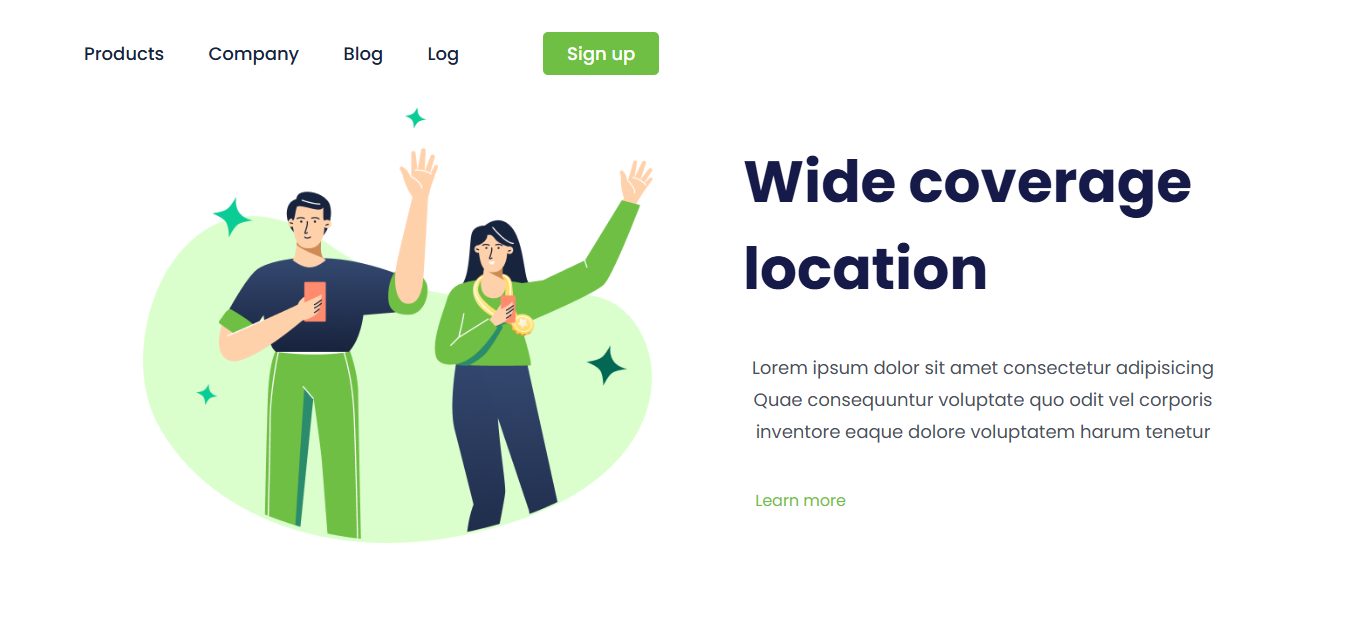 Products Company Blog Log Sign up
Wide coverage
location
Lorem ipsum dolor sit amet consectetur adipisicing
Quae consequuntur voluptate quo odit vel corporis
inventore eaque dolore voluptatem harum tenetur
Learn more